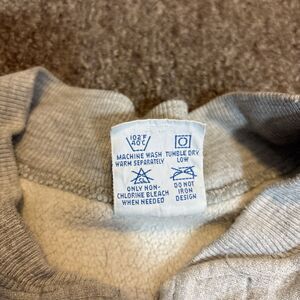 102°F
40°C
MACHINE WASH TUMBLE DRY
WARM SEPARATELY LOW
ONLY NON- DO NOT
CHLORINE BLEACH IRON
WHEN NEEDED DESIGN